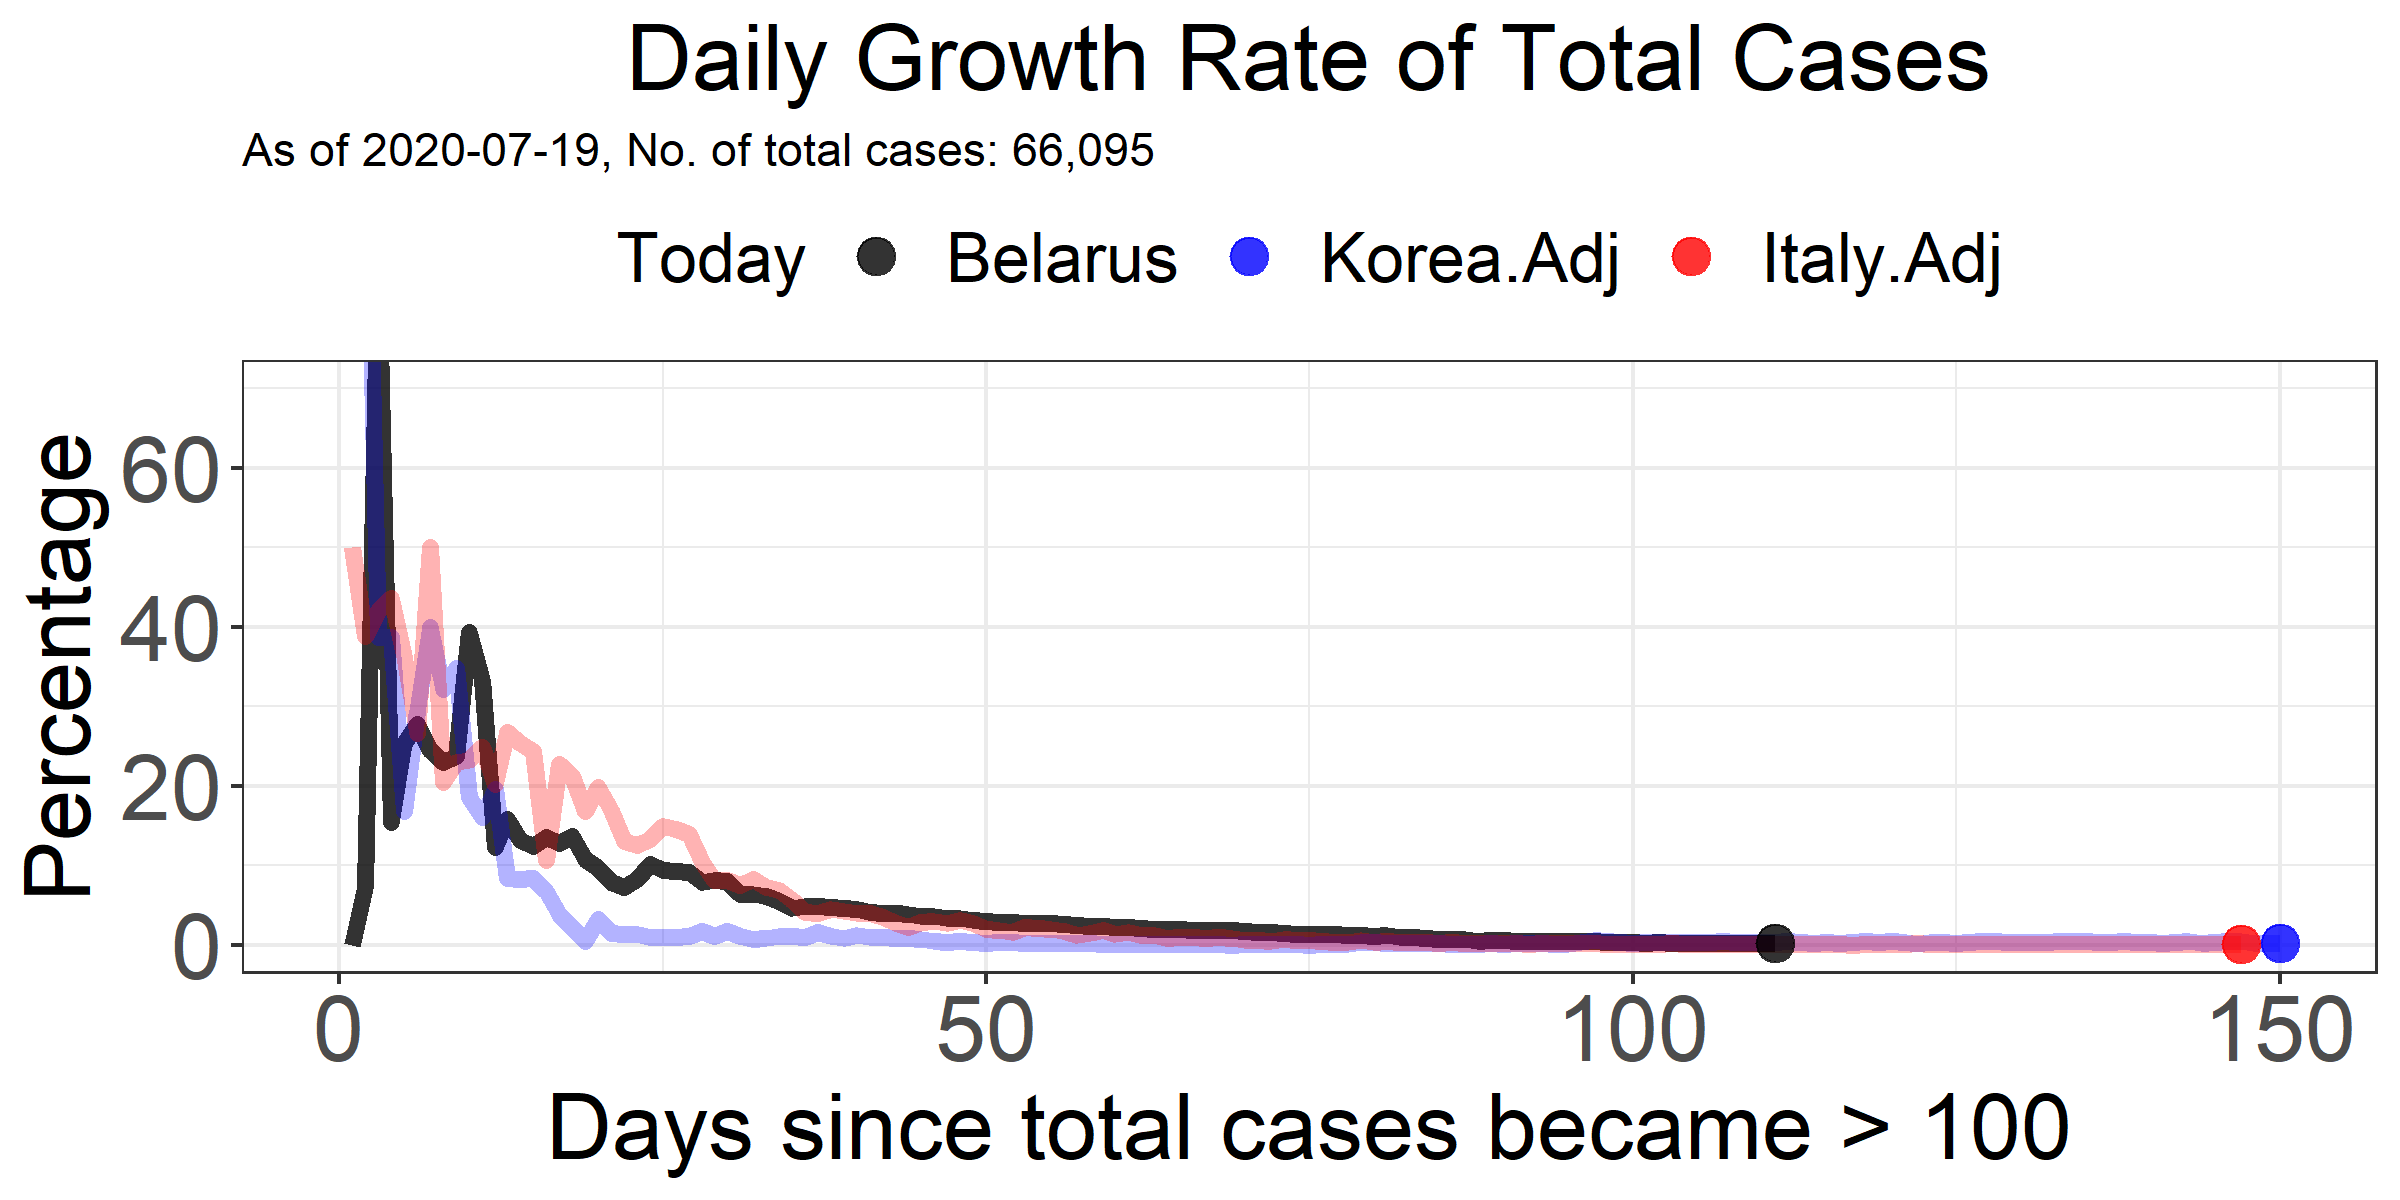 Daily Growth Rate of Total Cases
As of 2020-07-19, No. of total cases: 66,095
Today Belarus Korea.Adj Italy.Adj
Percentage
60
40
20
0
0 50 100 150
Days since total cases became > 100